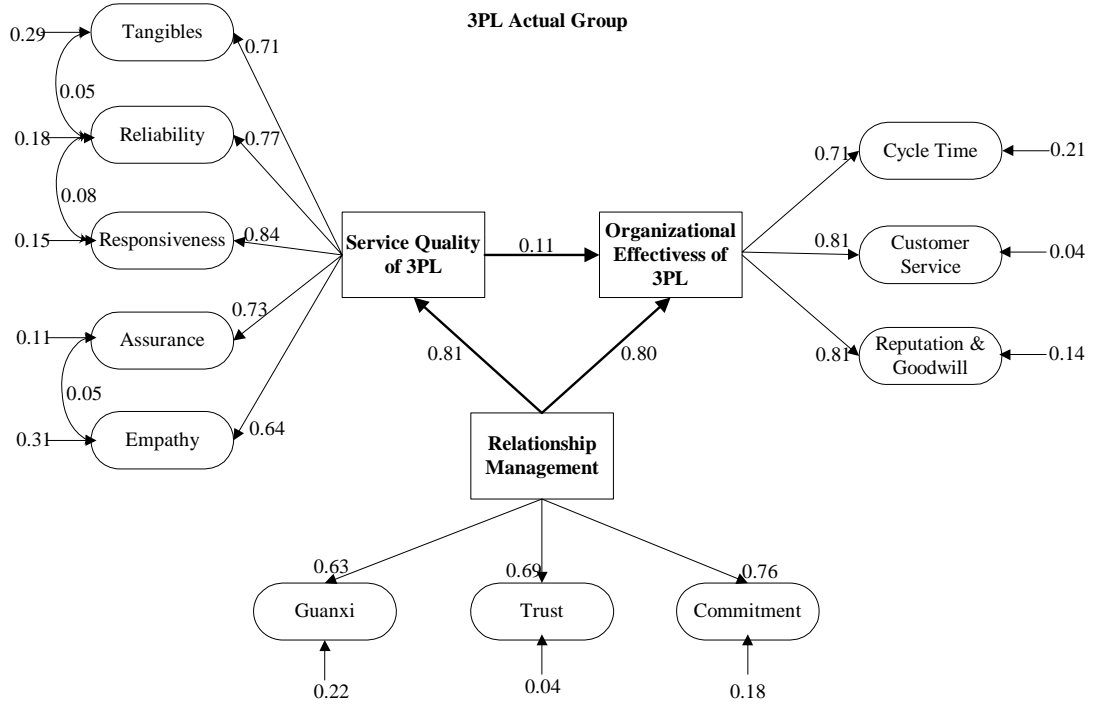 3PL Actual Group
0.29
Tangibles
0.71
0.05
0.18
Reliability
0.77
0.08
0.15
Responsiveness
0.84
0.11
Assurance
0.73
0.05
0.31
Empathy
0.64
Service Quality
of 3PL
0.11
Organizational
Effectivess of
3PL
0.71
Cycle Time
0.21
0.81
Customer
Service
0.04
0.81
Reputation &
Goodwill
0.14
0.81
0.80
Relationship
Management
0.63
0.69
0.76
Guanxi
Trust
Commitment
0.22
0.04
0.18